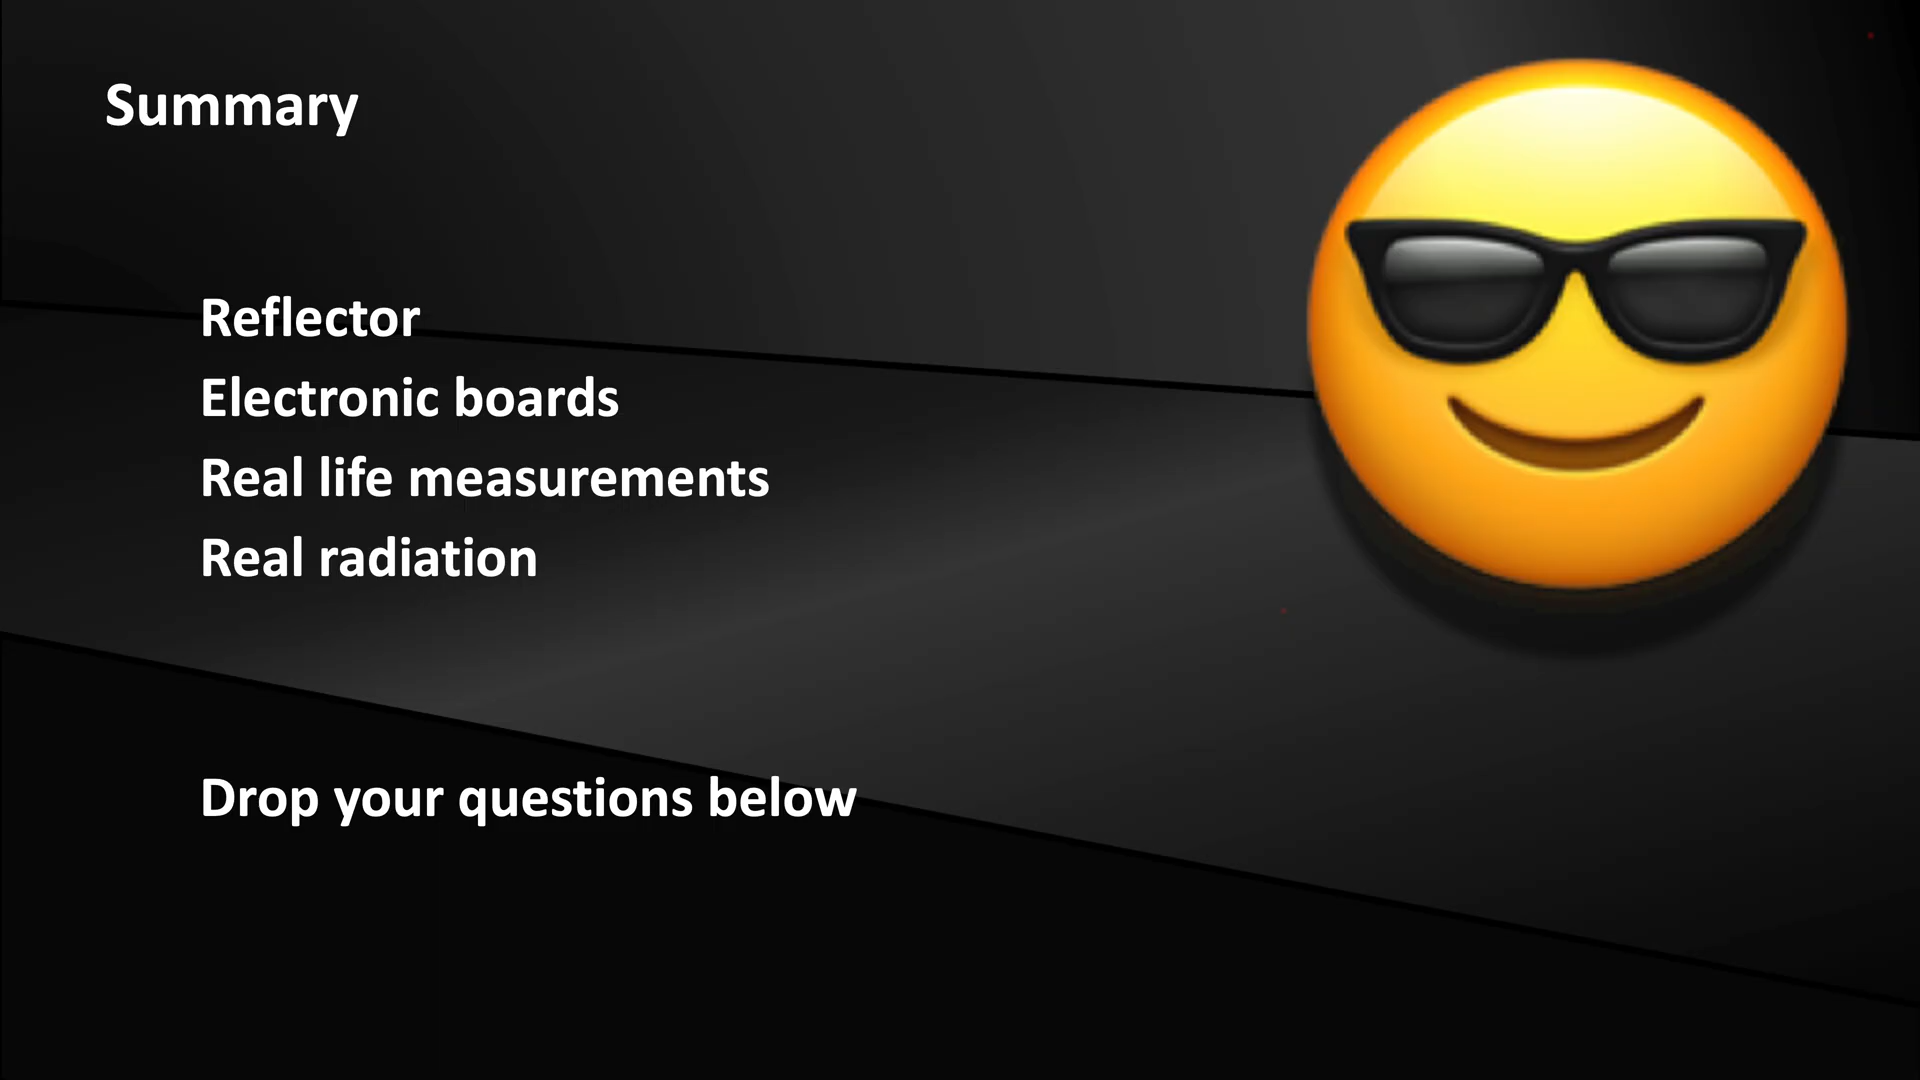 Summary
Reflector
Electronic boards
Real life measurements
Real radiation
Drop your questions below